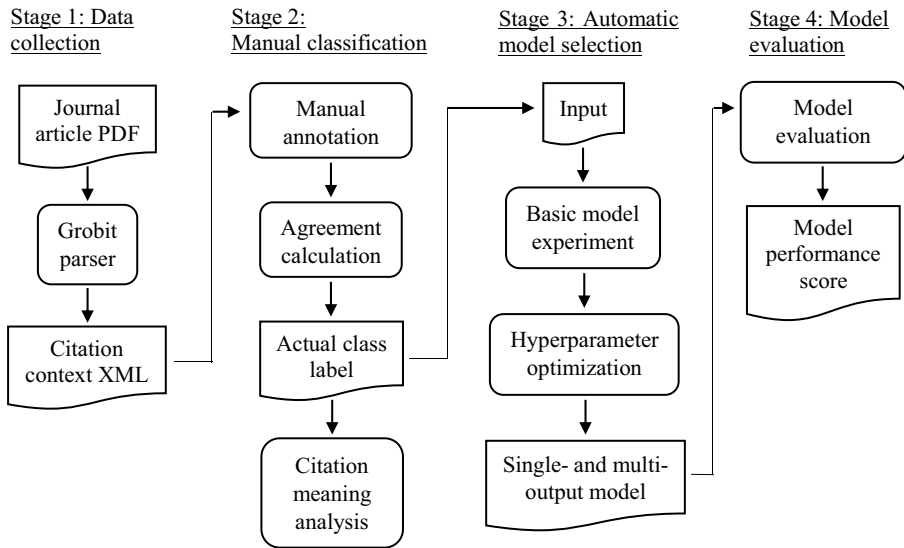 Stage 1: Data
collection
Journal
article PDF
Grobit
parser
Citation
context XML
Stage 2:
Manual classification
Manual
annotation
Agreement
calculation
Actual class
label
Citation
meaning
analysis
Stage 3: Automatic
model selection
Input
Basic model
experiment
Hyperparameter
optimization
Single- and multi-
output model
Stage 4: Model
evaluation
Model
evaluation
Model
performance
score